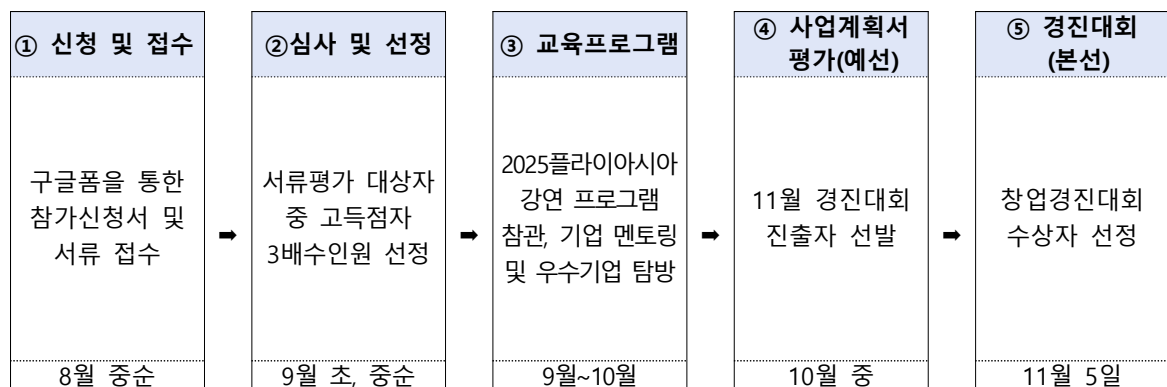 ① 신청 및 접수
구글폼을 통한
참가신청서 및
서류 접수
8월 중순
➡
②심사 및 선정
서류평가 대상자
중 고득점자
3배수인원 선정
9월 초, 중순
➡
③ 교육프로그램
2025플라이아시아
강연 프로그램
참관, 기업 멘토링
및 우수기업 탐방
9월~10월
➡
④ 사업계획서
평가(예선)
11월 경진대회
진출자 선발
10월 중
➡
⑤ 경진대회
(본선)
창업경진대회
수상자 선정
11월 5일